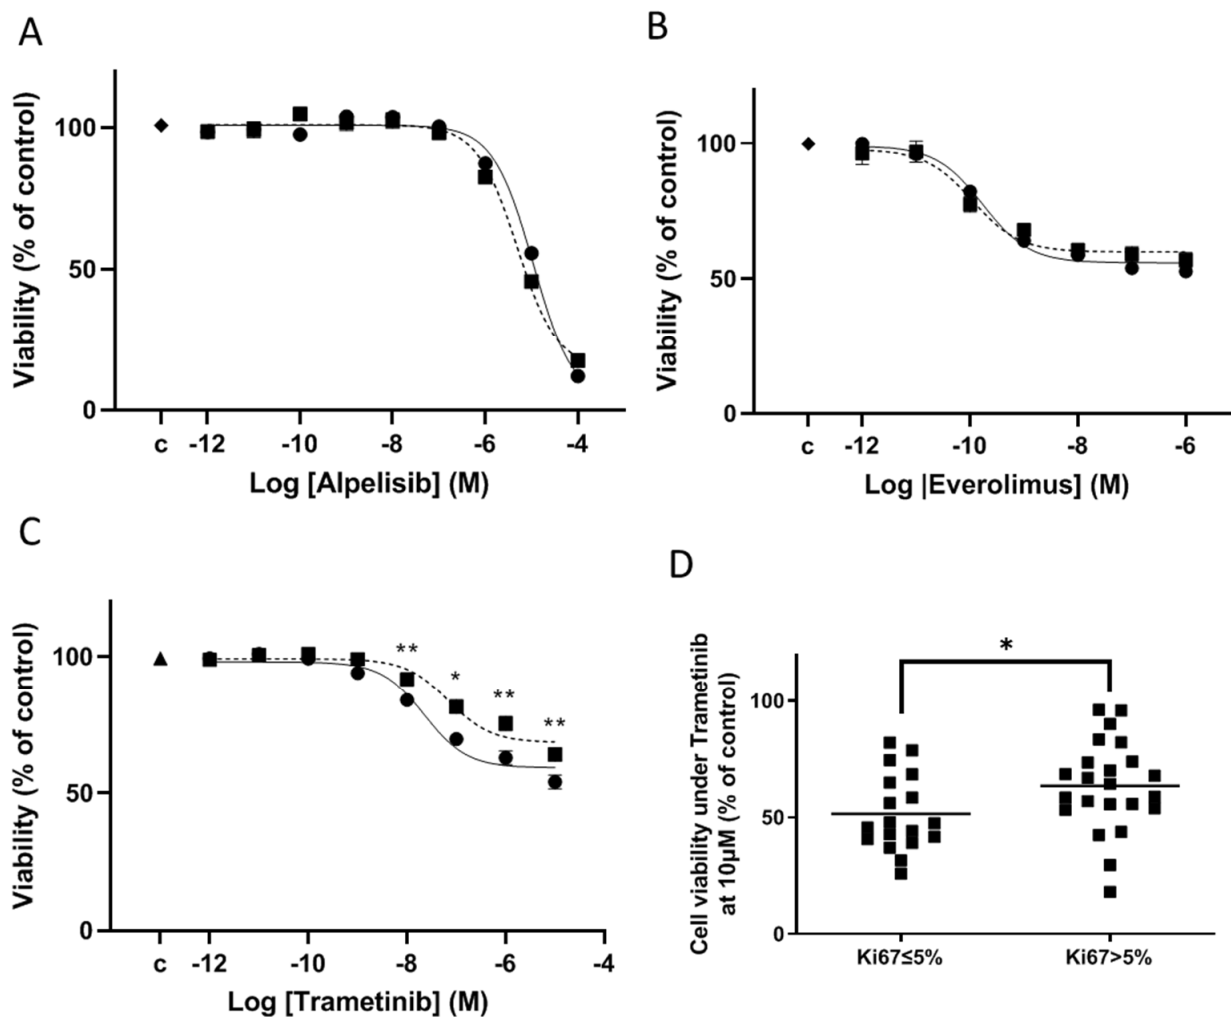 A
Viability (% of control)
100
50
0
c -12 -10 -8 -6 -4
Log [Alpelisib] (M)
B
Viability (% of control)
100
50
0
c -12 -10 -8 -6
Log |Everolimus] (M)
C
Viability (% of control)
100
50
0
** * ** **
c -12 -10 -8 -6 -4
Log [Trametinib] (M)
D
Cell viability under Trametinib
at 10µM (% of control)
100
50
0
*
Ki67≤5% Ki67>5%